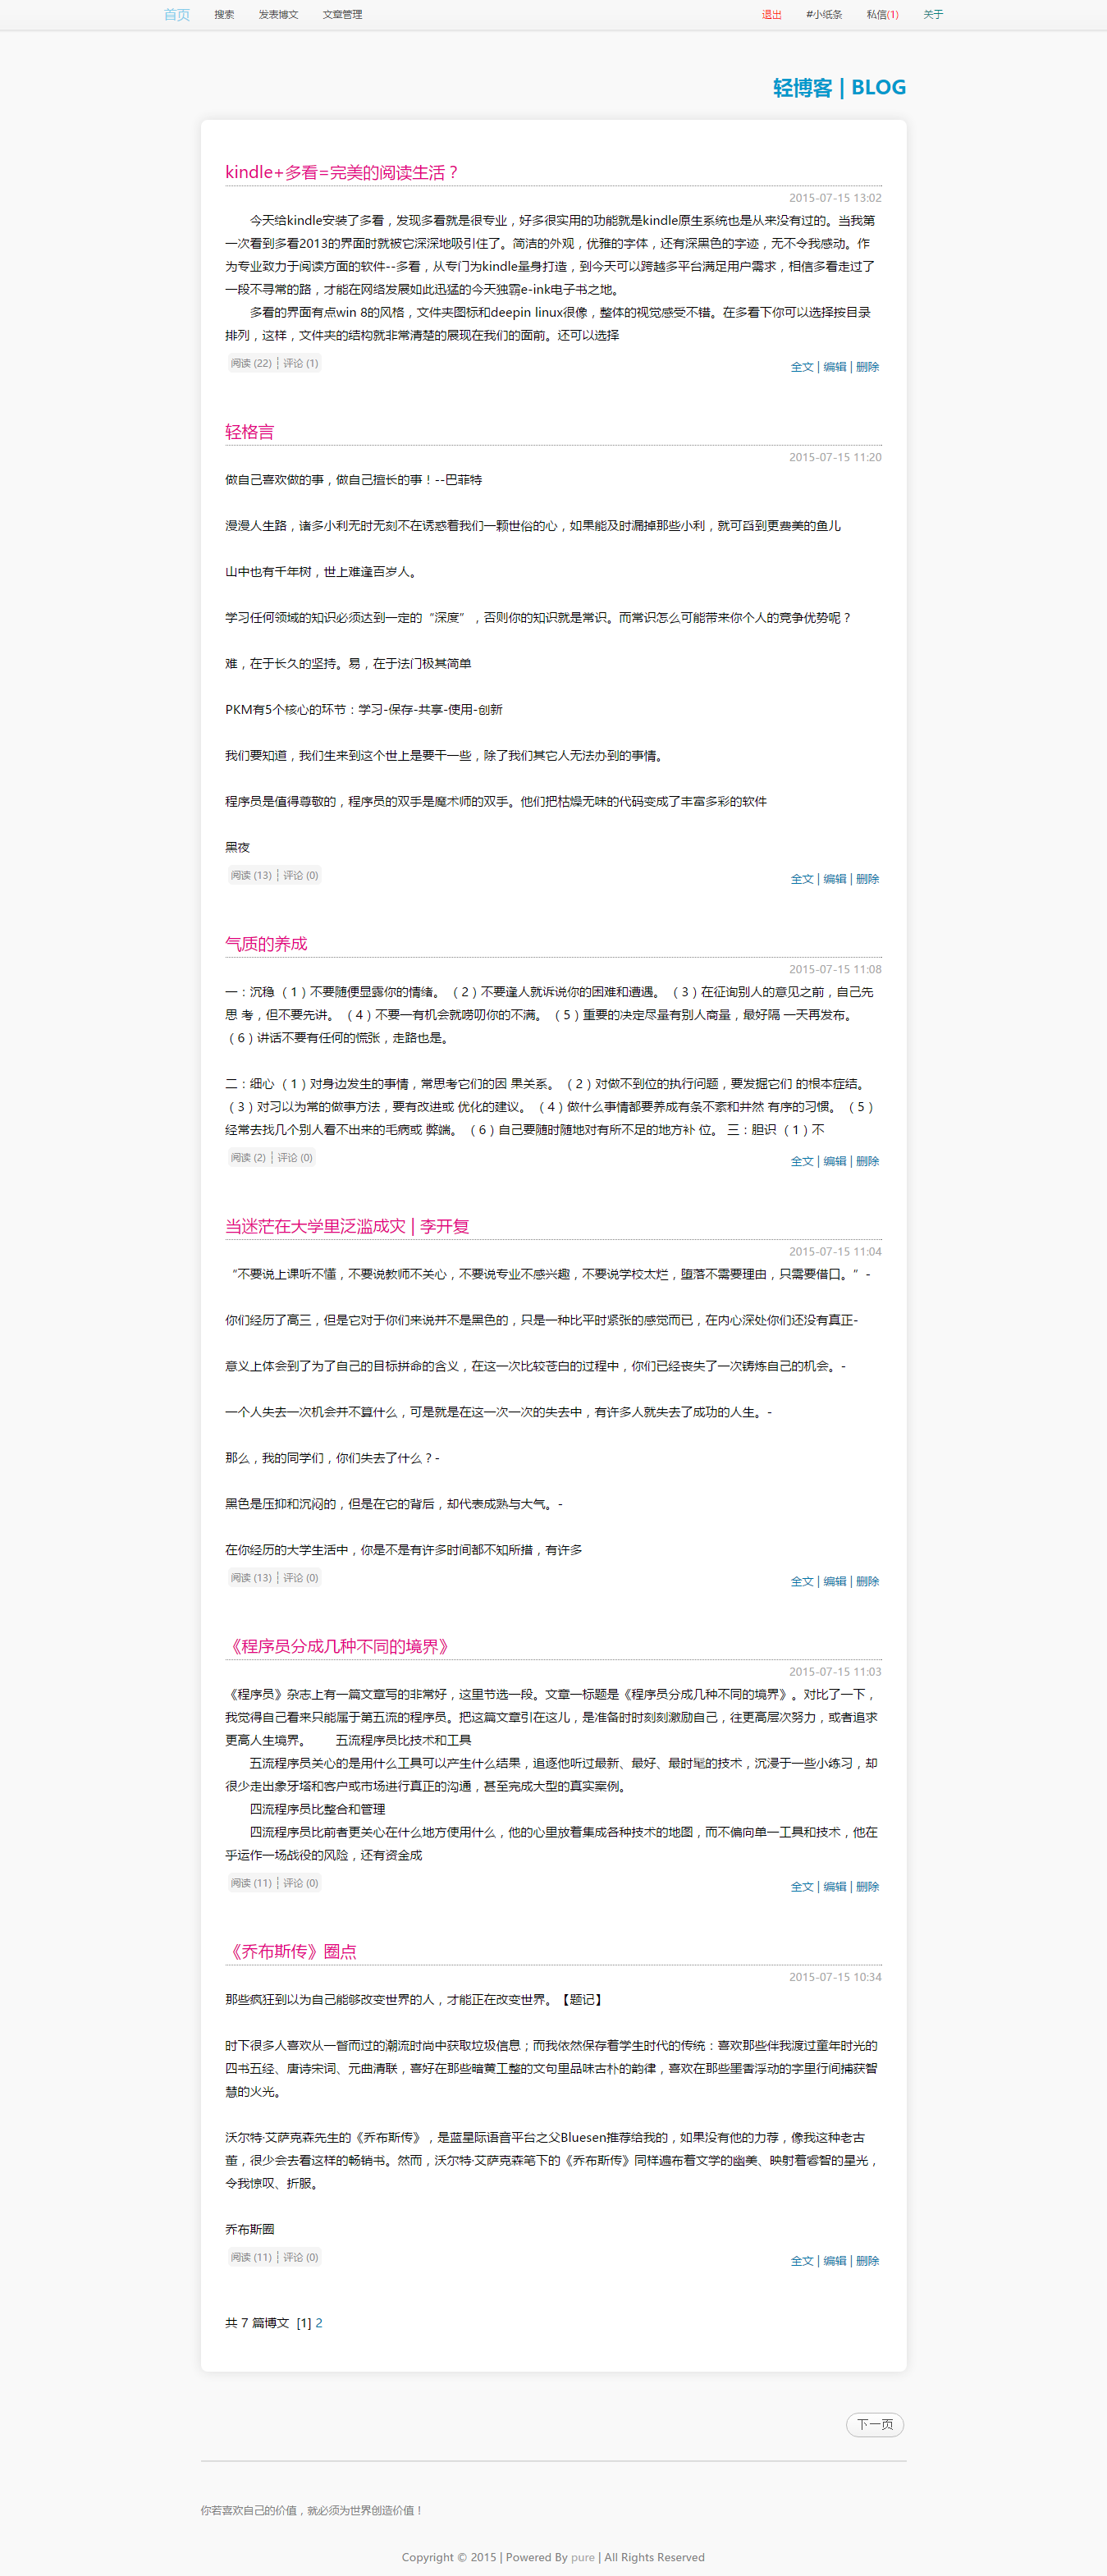 首页 搜索 发表博文 文章管理 退出 #小纸条 私信(1) 关于
轻博客 | BLOG
kindle+多看=完美的阅读生活？
2015-07-15 13:02
今天给kindle安装了多看，发现多看就是很专业，好多很实用的功能就是kindle原生系统也是从来没有过的。当我第
一次看到多看2013的界面时就被它深深地吸引住了。简洁的外观，优雅的字体，还有深黑色的字迹，无不令我感动。作
为专业致力于阅读方面的软件--多看，从专门为kindle量身打造，到今天可以跨越多平台满足用户需求，相信多看走过了
一段不寻常的路，才能在网络发展如此迅猛的今天独霸e-ink电子书之地。
多看的界面有点win 8的风格，文件夹图标和deepin linux很像，整体的视觉感受不错。在多看下你可以选择按目录
排列，这样，文件夹的结构就非常清楚的展现在我们的面前。还可以选择
阅读 (22) ┆ 评论 (1) 全文 | 编辑 | 删除
轻格言
2015-07-15 11:20
做自己喜欢做的事，做自己擅长的事！--巴菲特
漫漫人生路，诸多小利无时无刻不在诱惑着我们一颗世俗的心，如果能及时漏掉那些小利，就可舀到更甍美的鱼儿
山中也有千年树，世上难逢百岁人。
学习任何领域的知识必须达到一定的“深度”，否则你的知识就是常识。而常识怎么可能带来你个人的竞争优势呢？
难，在于长久的坚持。易，在于法门极其简单
PKM有5个核心的环节：学习-保存-共享-使用-创新
我们要知道，我们生来到这个世上是要干一些，除了我们其它人无法办到的事情。
程序员是值得尊敬的，程序员的双手是魔术师的双手。他们把枯燥无味的代码变成了丰富多彩的软件
黑夜
阅读 (13) ┆ 评论 (0) 全文 | 编辑 | 删除
气质的养成
2015-07-15 11:08
一：沉稳 （1）不要随便显露你的情绪。 （2）不要逢人就诉说你的困难和遭遇。 （3）在征询别人的意见之前，自己先
思 考，但不要先讲。 （4）不要一有机会就唠叨你的不满。 （5）重要的决定尽量有别人商量，最好隔 一天再发布。
（6）讲话不要有任何的慌张，走路也是。
二：细心 （1）对身边发生的事情，常思考它们的因 果关系。 （2）对做不到位的执行问题，要发掘它们 的根本症结。
（3）对习以为常的做事方法，要有改进或 优化的建议。 （4）做什么事情都要养成有条不紊和井然 有序的习惯。 （5）
经常去找几个别人看不出来的毛病或 弊端。 （6）自己要随时随地对有所不足的地方补 位。 三：胆识 （1）不
阅读 (2) ┆ 评论 (0) 全文 | 编辑 | 删除
当迷茫在大学里泛滥成灾 | 李开复
2015-07-15 11:04
“不要说上课听不懂，不要说教师不关心，不要说专业不感兴趣，不要说学校太烂，堕落不需要理由，只需要借口。”-
你们经历了高三，但是它对于你们来说并不是黑色的，只是一种比平时紧张的感觉而已，在内心深处你们还没有真正-
意义上体会到了为了自己的目标拼命的含义，在这一次比较苍白的过程中，你们已经丧失了一次铸炼自己的机会。-
一个人失去一次机会并不算什么，可是就是在这一次一次的失去中，有许多人就失去了成功的人生。-
那么，我的同学们，你们失去了什么？-
黑色是压抑和沉闷的，但是在它的背后，却代表成熟与大气。-
在你经历的大学生活中，你是不是有许多时间都不知所措，有许多
阅读 (13) ┆ 评论 (0) 全文 | 编辑 | 删除
《程序员分成几种不同的境界》
2015-07-15 11:03
《程序员》杂志上有一篇文章写的非常好，这里节选一段。文章一标题是《程序员分成几种不同的境界》。对比了一下，
我觉得自己看来只能属于第五流的程序员。把这篇文章引在这儿，是准备时时刻刻激励自己，往更高层次努力，或者追求
更高人生境界。 五流程序员比技术和工具
五流程序员关心的是用什么工具可以产生什么结果，追逐他听过最新、最好、最时髦的技术，沉浸于一些小练习，却
很少走出象牙塔和客户或市场进行真正的沟通，甚至完成大型的真实案例。
四流程序员比整合和管理
四流程序员比前者更关心在什么地方使用什么，他的心里放着集成各种技术的地图，而不偏向单一工具和技术，他在
乎运作一场战役的风险，还有资金成
阅读 (11) ┆ 评论 (0) 全文 | 编辑 | 删除
《乔布斯传》圈点
2015-07-15 10:34
那些疯狂到以为自己能够改变世界的人，才能正在改变世界。【题记】
时下很多人喜欢从一瞥而过的潮流时尚中获取垃圾信息；而我依然保存着学生时代的传统：喜欢那些伴我渡过童年时光的
四书五经、唐诗宋词、元曲清联，喜好在那些暗黄工整的文句里品味古朴的韵律，喜欢在那些墨香浮动的字里行间捕获智
慧的火光。
沃尔特·艾萨克森先生的《乔布斯传》，是蓝星际语音平台之父Bluesen推荐给我的，如果没有他的力荐，像我这种老古
董，很少会去看这样的畅销书。然而，沃尔特·艾萨克森笔下的《乔布斯传》同样遍布着文学的幽美、映射着睿智的星光，
令我惊叹、折服。
乔布斯圈
阅读 (11) ┆ 评论 (0) 全文 | 编辑 | 删除
共 7 篇博文 [1] 2
下一页
你若喜欢自己的价值，就必须为世界创造价值！
Copyright © 2015 | Powered By pure | All Rights Reserved